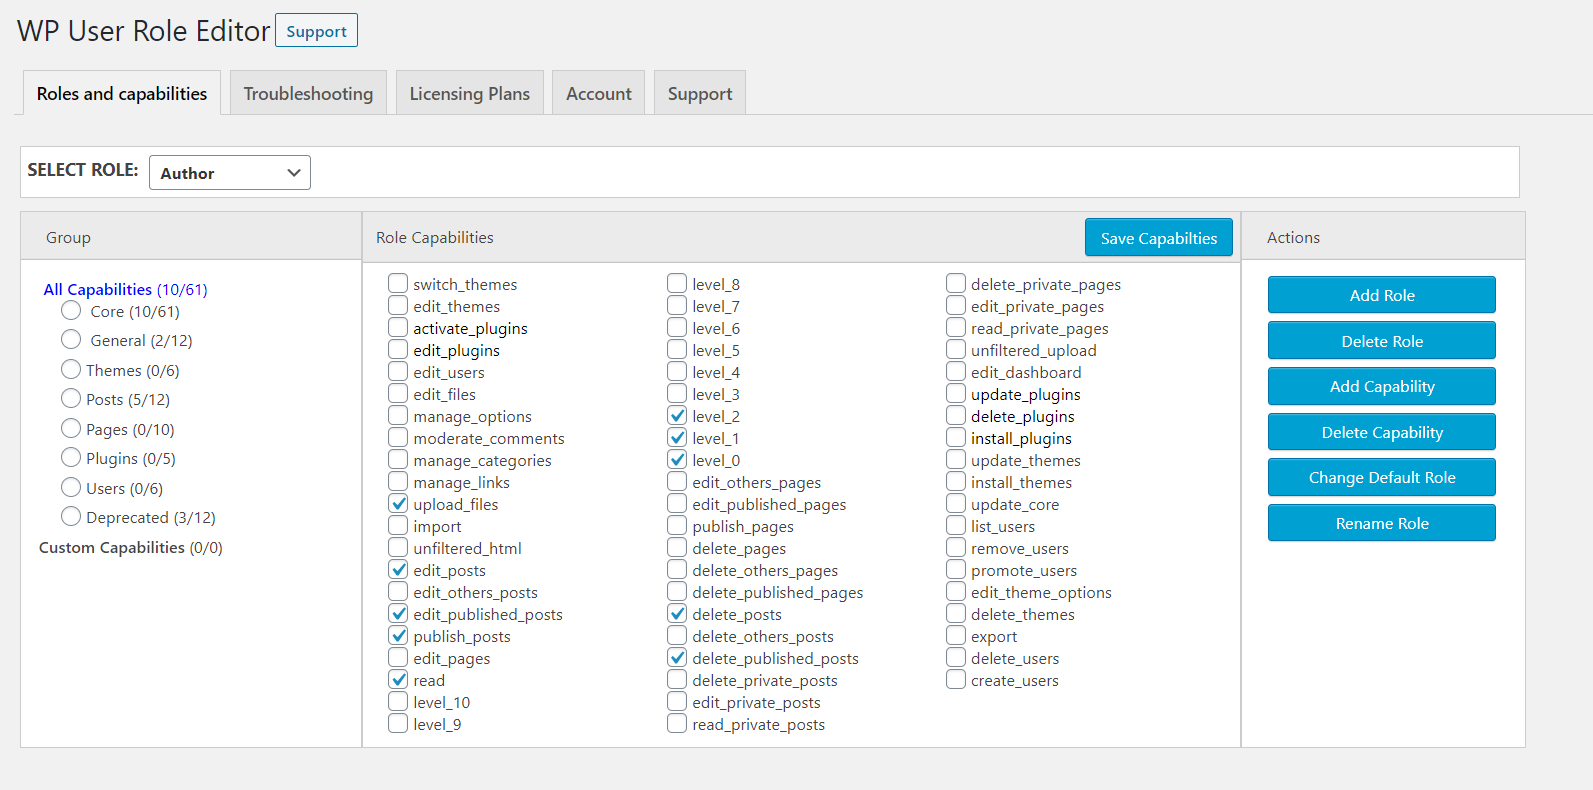 WP User Role Editor Support
Roles and capabilities Troubleshooting Licensing Plans Account Support
SELECT ROLE: Author
Group
All Capabilities (10/61)
Core (10/61)
General (2/12)
Themes (0/6)
Posts (5/12)
Pages (0/10)
Plugins (0/5)
Users (0/6)
Deprecated (3/12)
Custom Capabilities (0/0)
Role Capabilities Save Capabilties
switch_themes
edit_themes
activate_plugins
edit_plugins
edit_users
edit_files
manage_options
moderate_comments
manage_categories
manage_links
upload_files
import
unfiltered_html
edit_posts
edit_others_posts
edit_published_posts
publish_posts
edit_pages
read
level_10
level_9
level_8
level_7
level_6
level_5
level_4
level_3
level_2
level_1
level_0
edit_others_pages
edit_published_pages
publish_pages
delete_pages
delete_others_pages
delete_published_pages
delete_posts
delete_others_posts
delete_published_posts
delete_private_posts
edit_private_posts
read_private_posts
delete_private_pages
edit_private_pages
read_private_pages
unfiltered_upload
edit_dashboard
update_plugins
delete_plugins
install_plugins
update_themes
install_themes
update_core
list_users
remove_users
promote_users
edit_theme_options
delete_themes
export
delete_users
create_users
Actions
Add Role
Delete Role
Add Capability
Delete Capability
Change Default Role
Rename Role